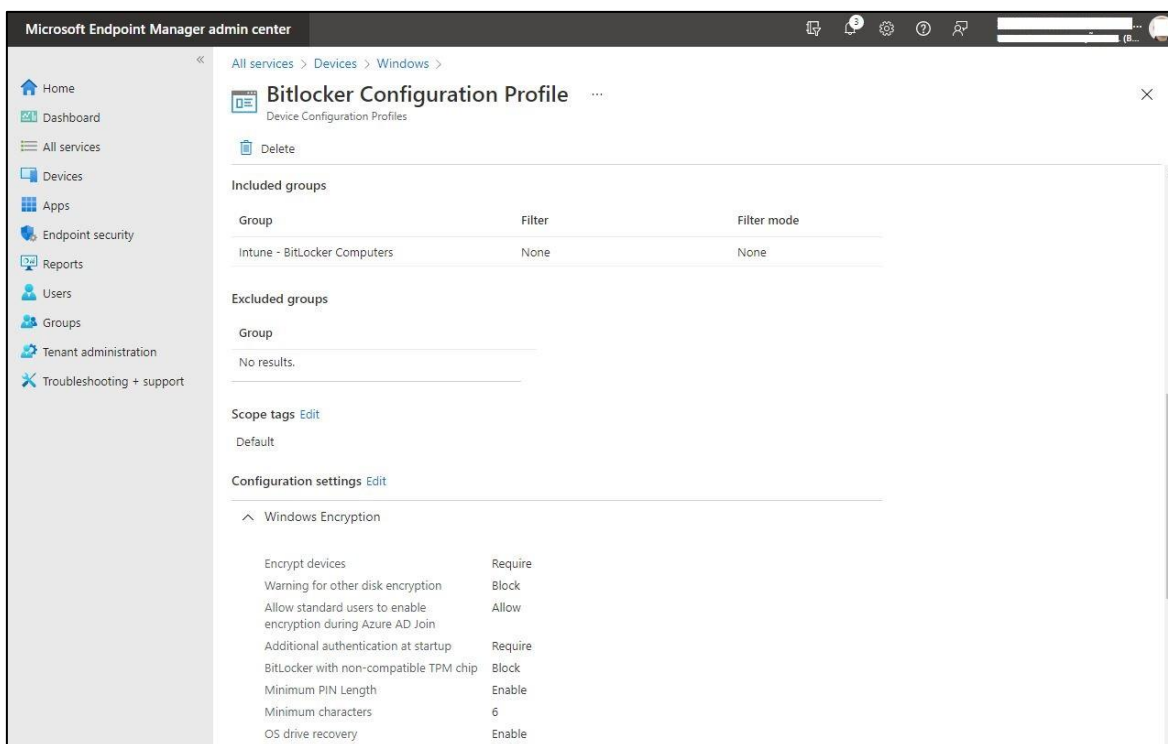 Microsoft Endpoint Manager admin center
3
...
(B...
«
All services > Devices > Windows >
Home
Dashboard
All services
Devices
Apps
Endpoint security
Reports
Users
Groups
Tenant administration
Troubleshooting + support
Bitlocker Configuration Profile ...
Device Configuration Profiles
Delete
Included groups
Group Filter Filter mode
Intune - BitLocker Computers None None
Excluded groups
Group
No results.
Scope tags Edit
Default
Configuration settings Edit
Windows Encryption
Encrypt devices Require
Warning for other disk encryption Block
Allow standard users to enable Allow
encryption during Azure AD Join
Additional authentication at startup Require
BitLocker with non-compatible TPM chip Block
Minimum PIN Length Enable
Minimum characters 6
OS drive recovery Enable